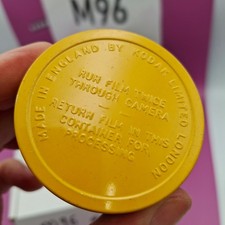 M96
MADE IN ENGLAND BY KODAK LIMITED LONDON
RUN FILM TWICE
THROUGH CAMERA
RETURN FILM IN THIS
CONTAINER FOR
PROCESSING